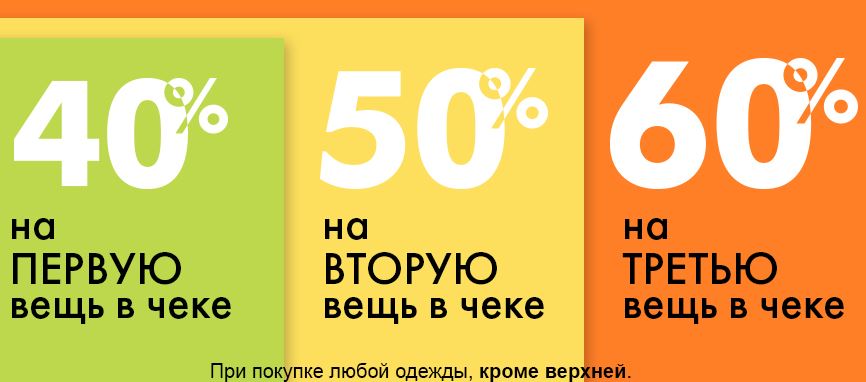 40%
на
ПЕРВУЮ
вещь в чеке
50%
на
ВТОРУЮ
вещь в чеке
60%
на
ТРЕТЬЮ
вещь в чеке
При покупке любой одежды, кроме верхней.